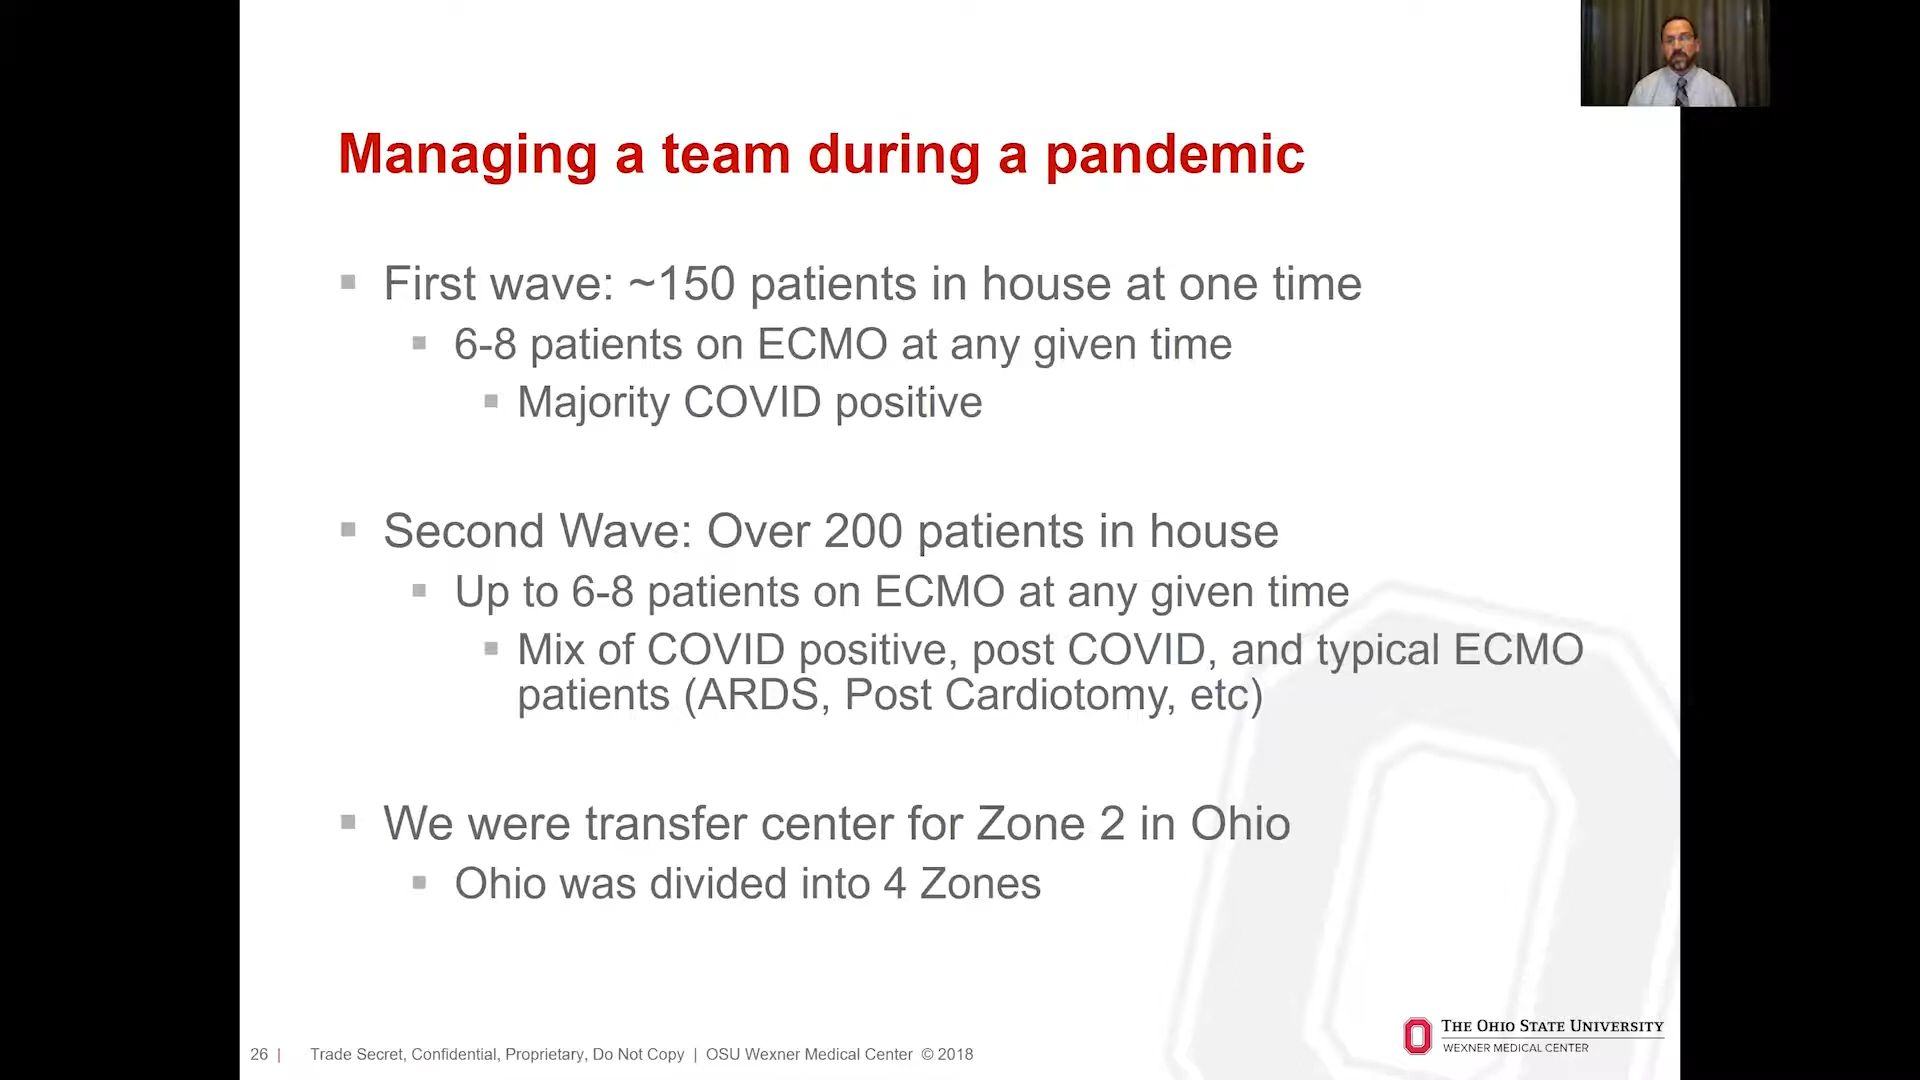 Managing a team during a pandemic
First wave: ~150 patients in house at one time
6-8 patients on ECMO at any given time
Majority COVID positive
Second Wave: Over 200 patients in house
Up to 6-8 patients on ECMO at any given time
Mix of COVID positive, post COVID, and typical ECMO
patients (ARDS, Post Cardiotomy, etc)
We were transfer center for Zone 2 in Ohio
Ohio was divided into 4 Zones
THE OHIO STATE UNIVERSITY
WEXNER MEDICAL CENTER
26 | Trade Secret, Confidential, Proprietary, Do Not Copy | OSU Wexner Medical Center © 2018